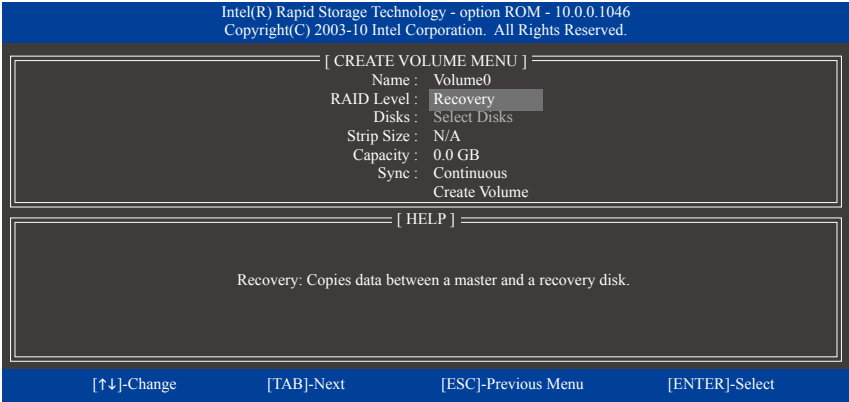 Intel(R) Rapid Storage Technology - option ROM - 10.0.0.1046
Copyright(C) 2003-10 Intel Corporation. All Rights Reserved.
[ CREATE VOLUME MENU ]
Name : Volume0
RAID Level : Recovery
Disks : Select Disks
Strip Size : N/A
Capacity : 0.0 GB
Sync : Continuous
Create Volume
[ HELP ]
Recovery: Copies data between a master and a recovery disk.
[↑↓]-Change [TAB]-Next [ESC]-Previous Menu [ENTER]-Select